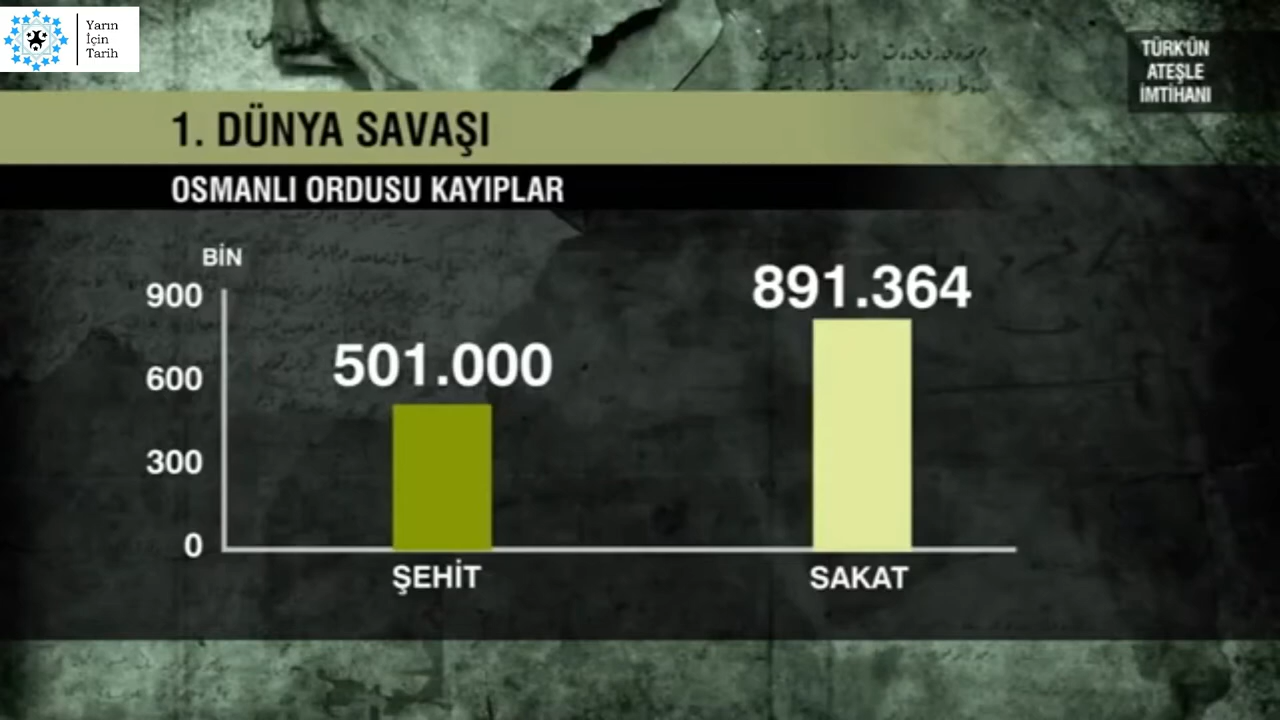 Yarın
İçin
Tarih
TÜRK'ÜN
ATEŞLE
İMTİHANI
1. DÜNYA SAVAŞI
OSMANLI ORDUSU KAYIPLAR
BİN
900
600
300
0
501.000
891.364
ŞEHİT
SAKAT